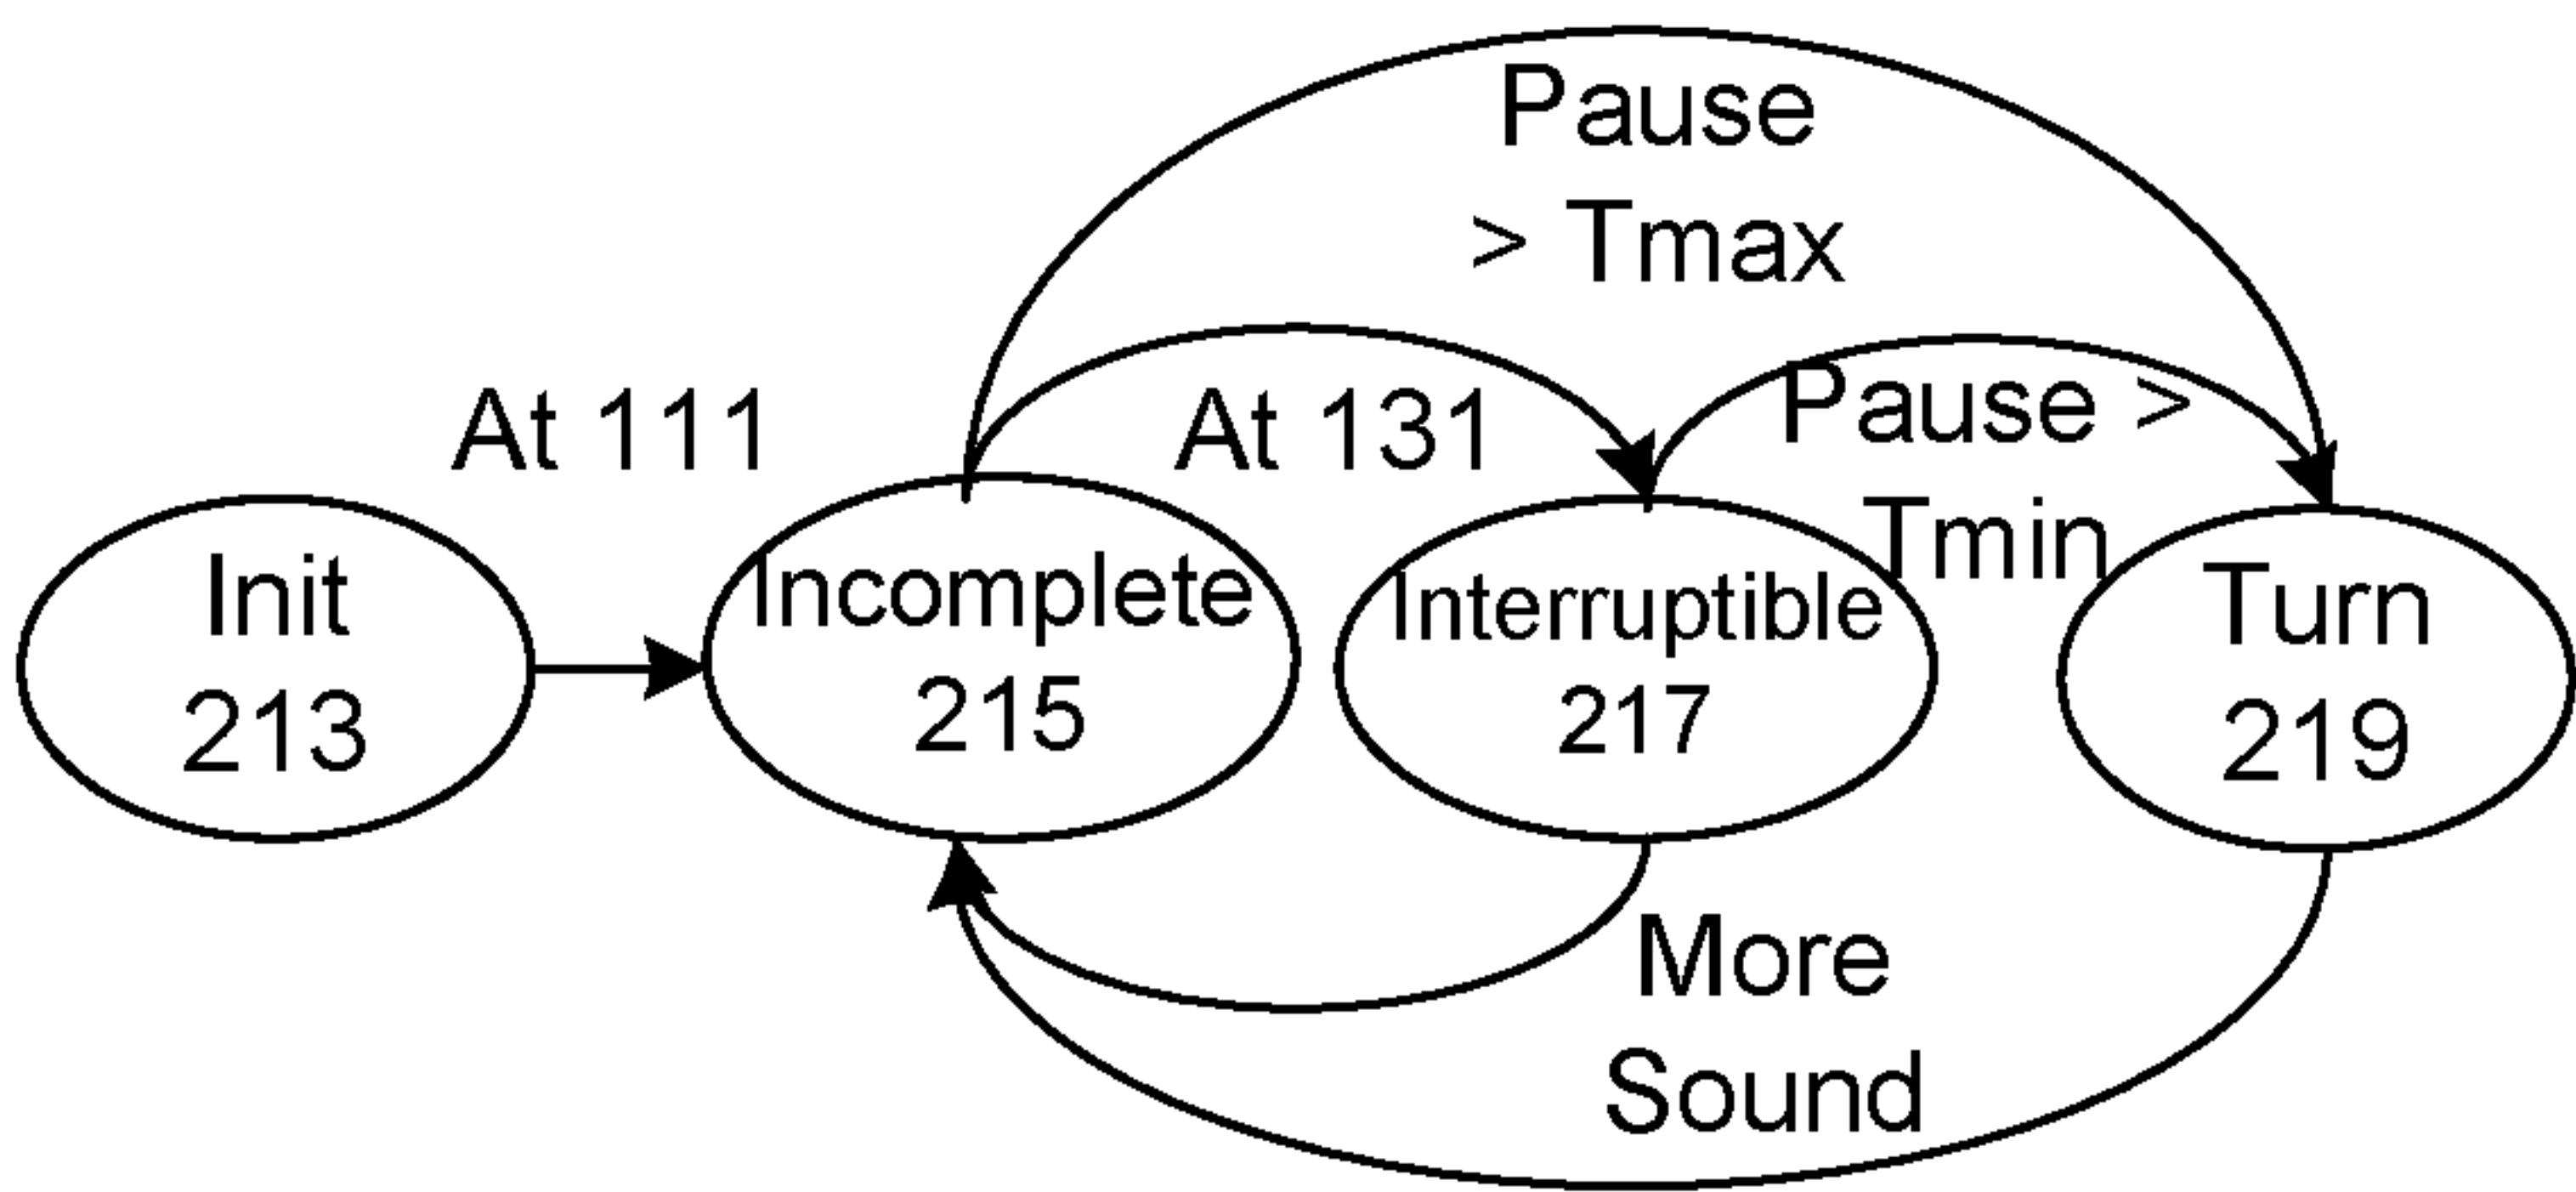 Pause
> Tmax
At 111
At 131
Pause >
Tmin
Init
213
Incomplete
215
Interruptible
217
Turn
219
More
Sound